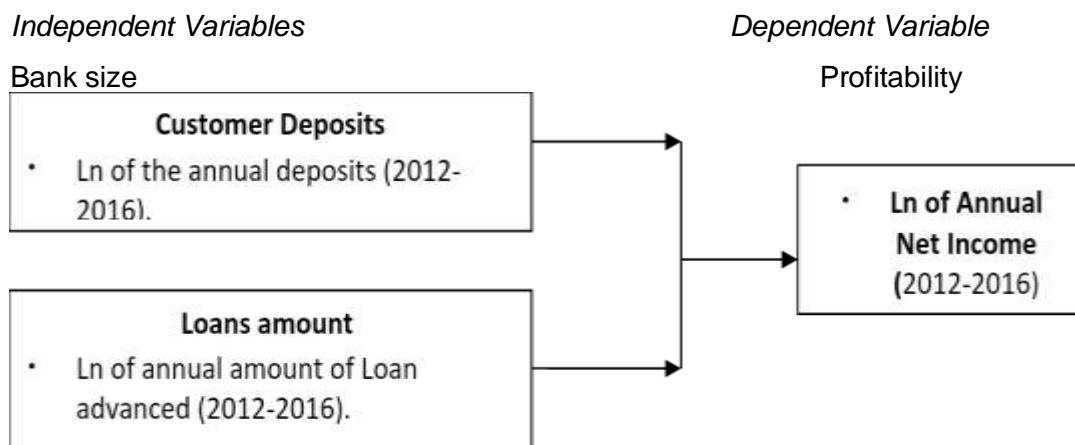 Independent Variables
Dependent Variable
Bank size
Profitability
Customer Deposits
• Ln of the annual deposits (2012-
2016).
Loans amount
• Ln of annual amount of Loan
advanced (2012-2016).
• Ln of Annual
Net Income
(2012-2016)